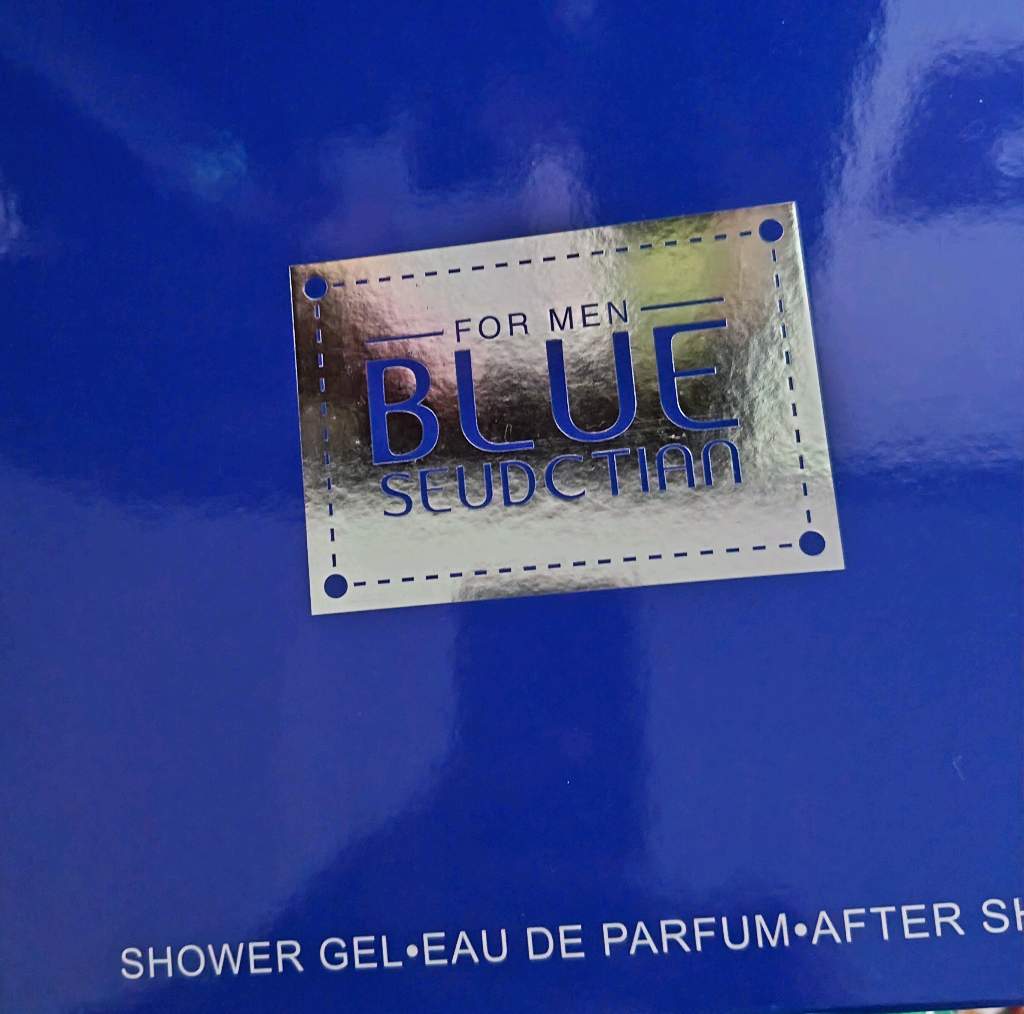 FOR MEN
BLUE
SEUDCTIAN
SHOWER GEL•EAU DE PARFUM•AFTER SH